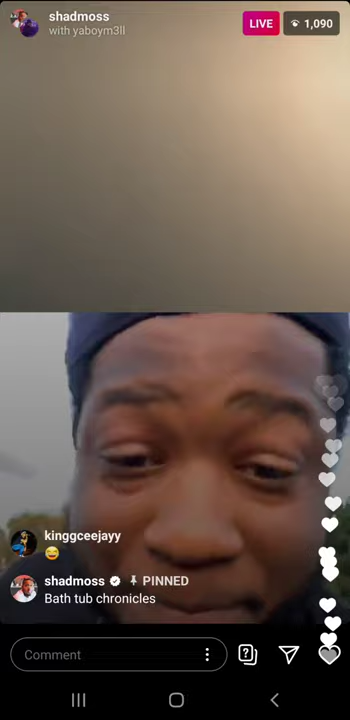 shadmoss
with yaboym3ll
LIVE
1,090
kinggceejayy
shadmoss PINNED
Bath tub chronicles
Comment